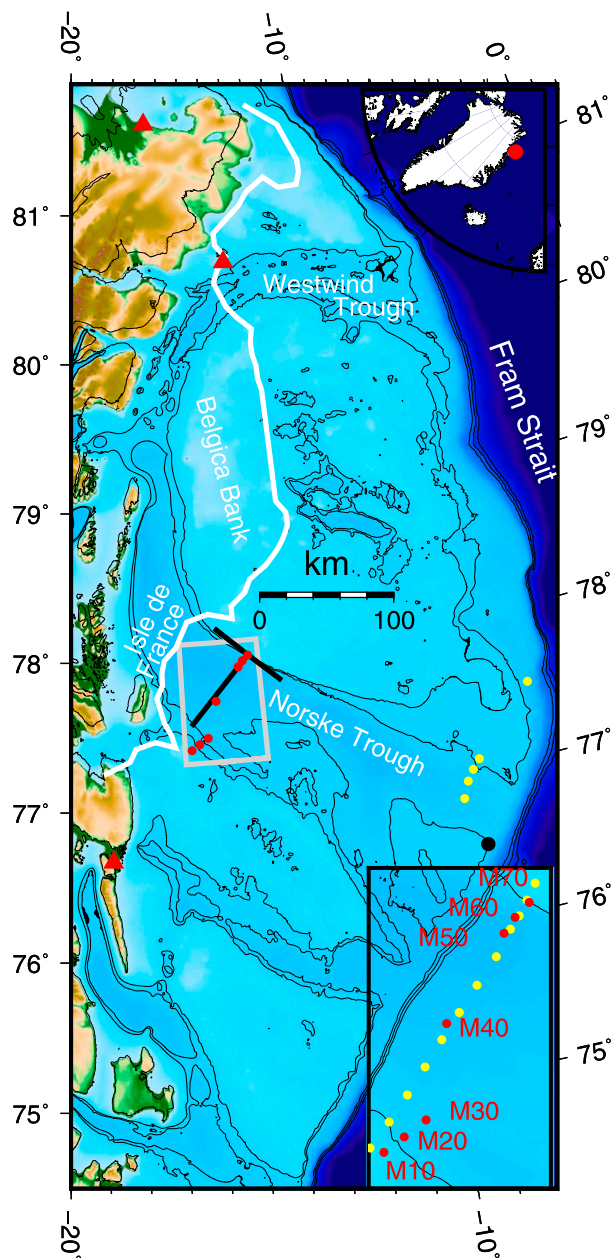 -20°
-10°
0°
81°
81°
Westwind
Trough
80°
80°
Fram Strait
Belgica Bank
79°
79°
km
0
100
78°
Isle de
France
78°
Norske Trough
77°
77°
M70
76°
M60
M50
76°
M40
75°
M30
75°
M20
M10
-20°
-10°